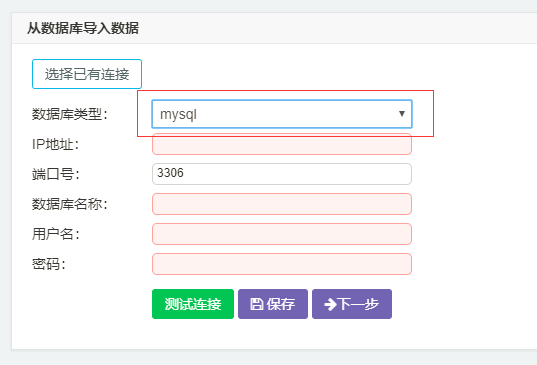 从数据库导入数据
选择已有连接
数据库类型： mysql
IP地址：
端口号： 3306
数据库名称：
用户名：
密码：
测试连接 保存 下一步